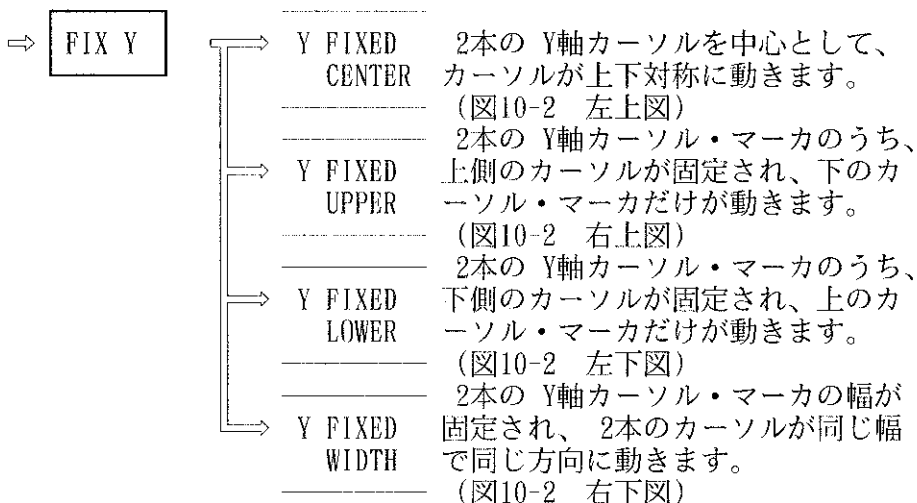 ⇒ FIX Y
Y FIXED 2本の Y軸カーソルを中心として、
CENTER カーソルが上下対称に動きます。
(図10-2 左上図)
2本の Y軸カーソル・マーカのうち、
Y FIXED 上側のカーソルが固定され、下のカ
UPPER ーソル・マーカだけが動きます。
(図10-2 右上図)
2本の Y軸カーソル・マーカのうち、
Y FIXED 下側のカーソルが固定され、上のカ
LOWER ーソル・マーカだけが動きます。
(図10-2 左下図)
2本の Y軸カーソル・マーカの幅が
Y FIXED 固定され、 2本のカーソルが同じ幅
WIDTH で同じ方向に動きます。
(図10-2 右下図)